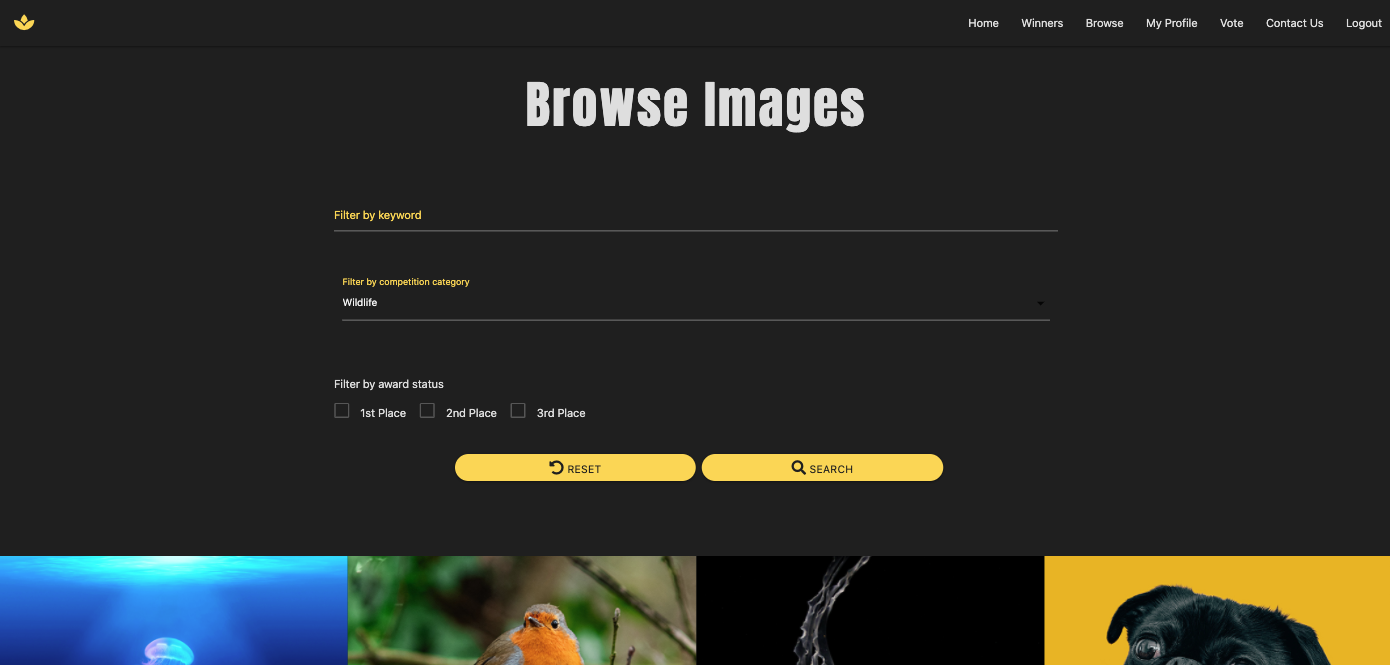 Home Winners Browse My Profile Vote Contact Us Logout
Browse Images
Filter by keyword
Filter by competition category
Wildlife
Filter by award status
1st Place 2nd Place 3rd Place
RESET SEARCH